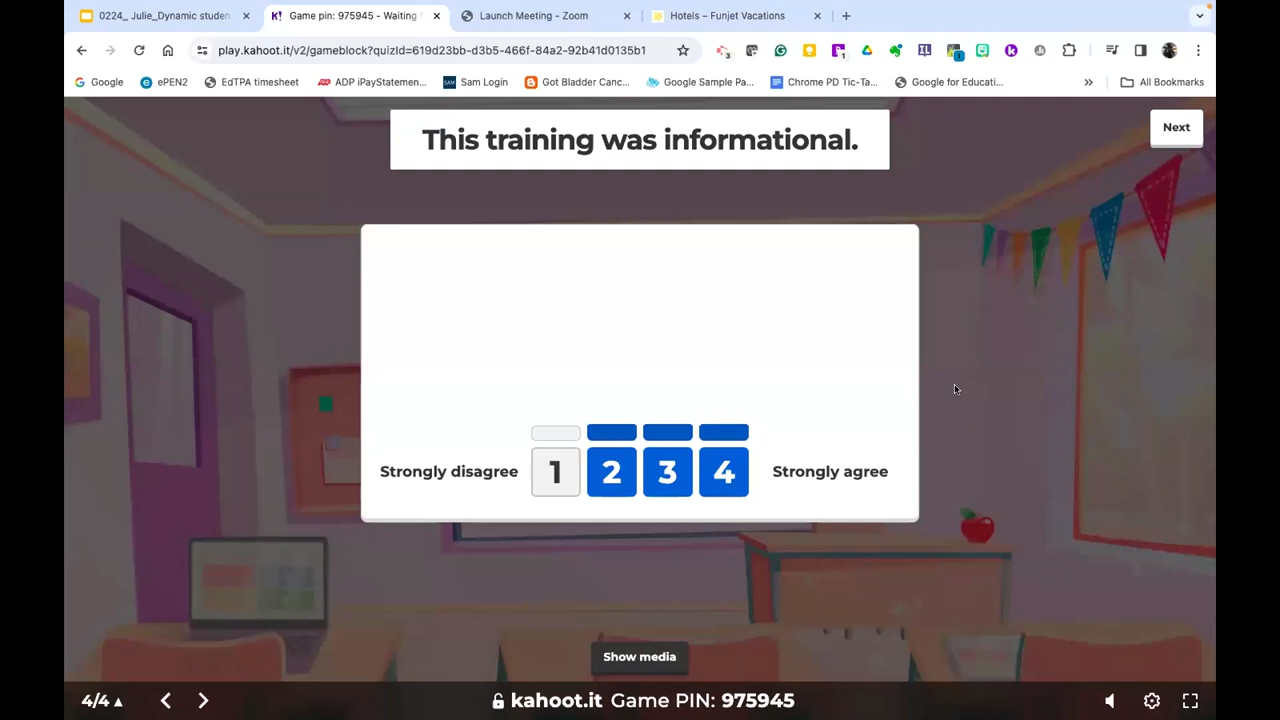 0224_ Julie_Dynamic studen
Game pin: 975945 - Waiting
Launch Meeting - Zoom
Hotels – Funjet Vacations
play.kahoot.it/v2/gameblock?quizId=619d23bb-d3b5-466f-84a2-92b41d0135b1
Google
ePEN2
EdTPA timesheet
ADP iPayStatemen...
Sam Login
Got Bladder Canc...
Google Sample Pa...
Chrome PD Tic-Ta...
Google for Educati...
»
All Bookmarks
This training was informational.
Next
Strongly disagree 1 2 3 4 Strongly agree
Show media
4/4
kahoot.it Game PIN: 975945